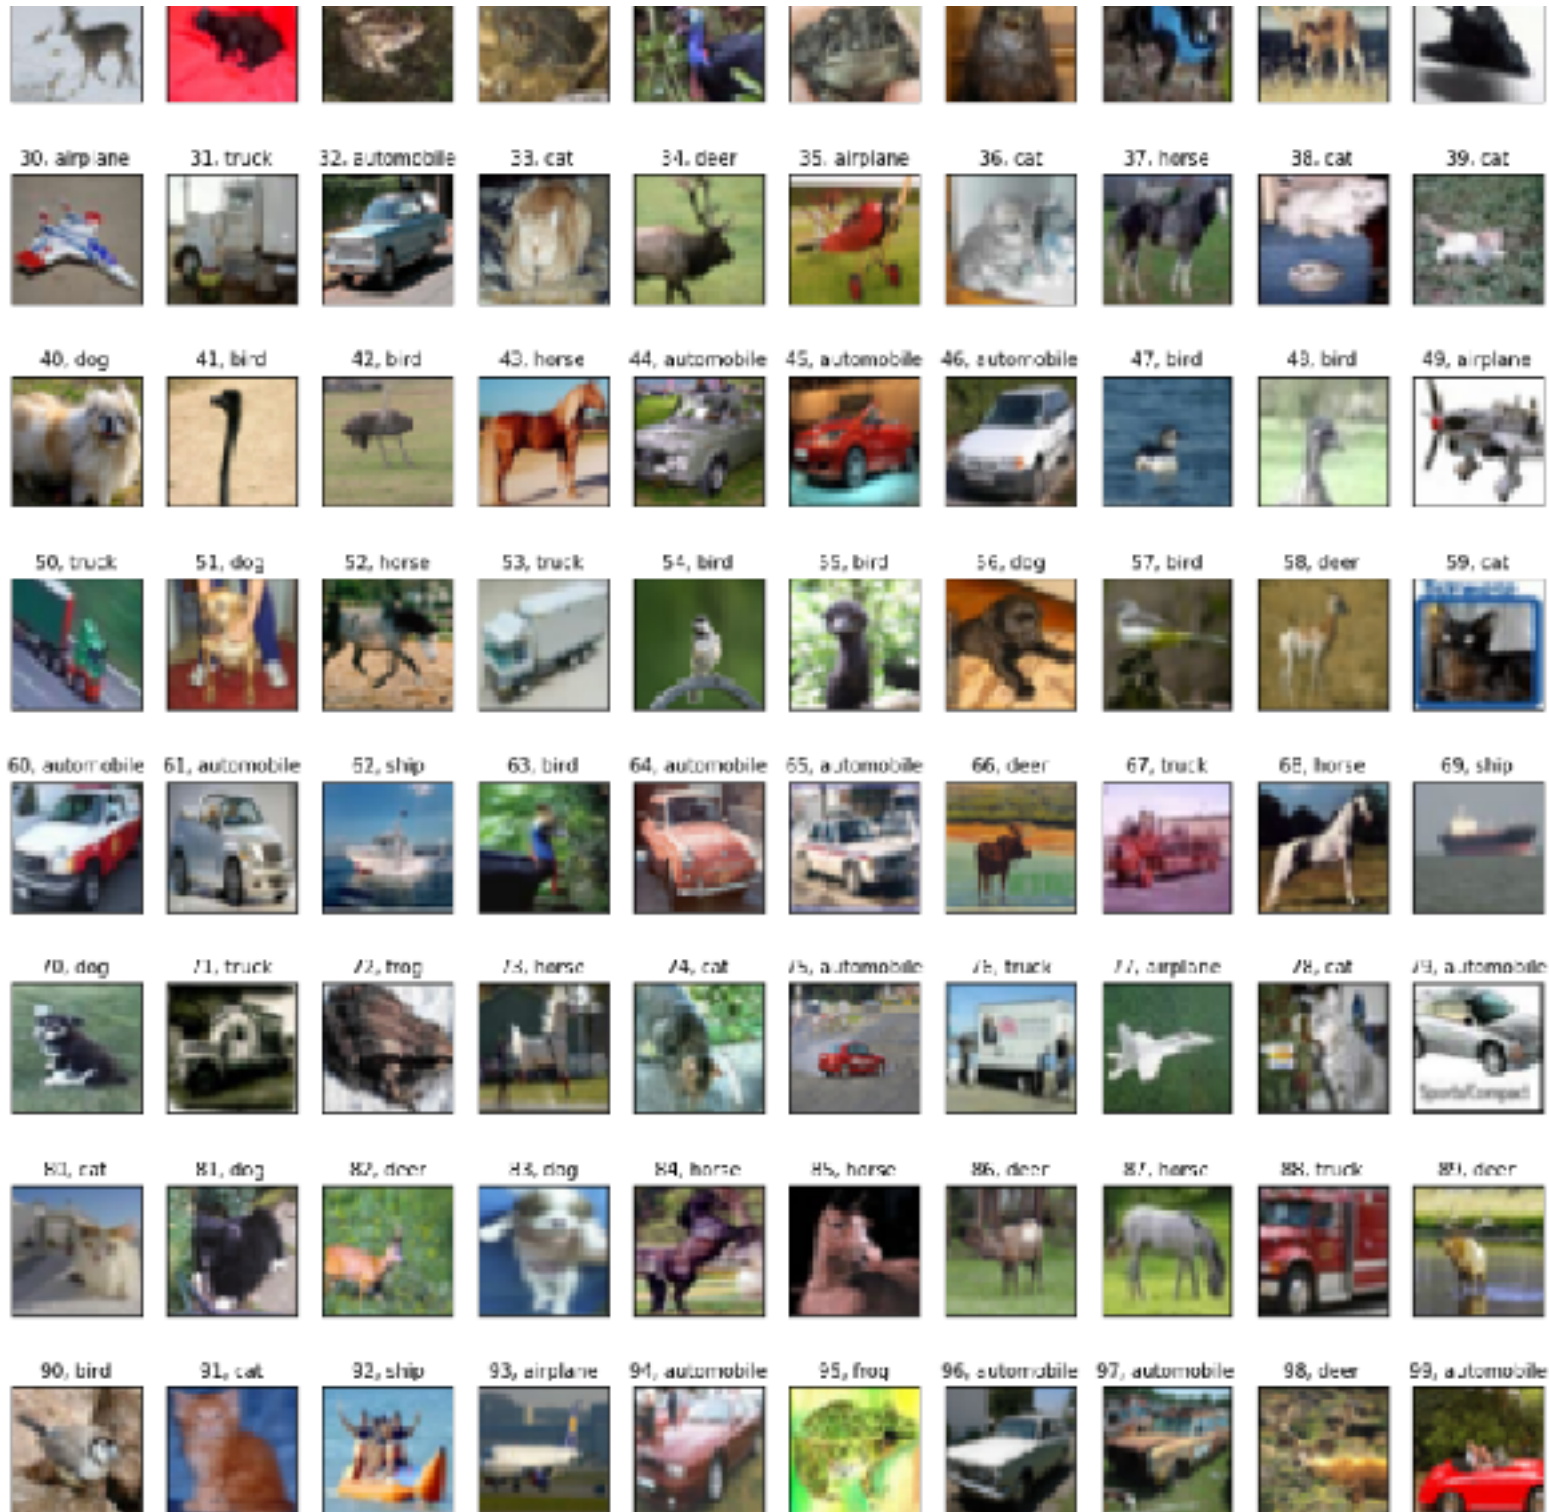 30, airplane 31, truck 32, automobile 33, cat 34, deer 35, airplane 36, cat 37, horse 38, cat 39, cat
40, dog 41, bird 42, bird 43, horse 44, automobile 45, automobile 46, automobile 47, bird 48, bird 49, airplane
50, truck 51, dog 52, horse 53, truck 54, bird 55, bird 56, dog 57, bird 58, deer 59, cat
60, automobile 61, automobile 62, ship 63, bird 64, automobile 65, automobile 66, deer 67, truck 68, horse 69, ship
70, dog 71, truck 72, frog 73, horse 74, cat 75, automobile 76, truck 77, airplane 78, cat 79, automobile
Sports/Compact
80, cat 81, dog 82, deer 83, dog 84, horse 85, horse 86, deer 87, horse 88, truck 89, deer
90, bird 91, cat 92, ship 93, airplane 94, automobile 95, frog 96, automobile 97, automobile 98, deer 99, automobile